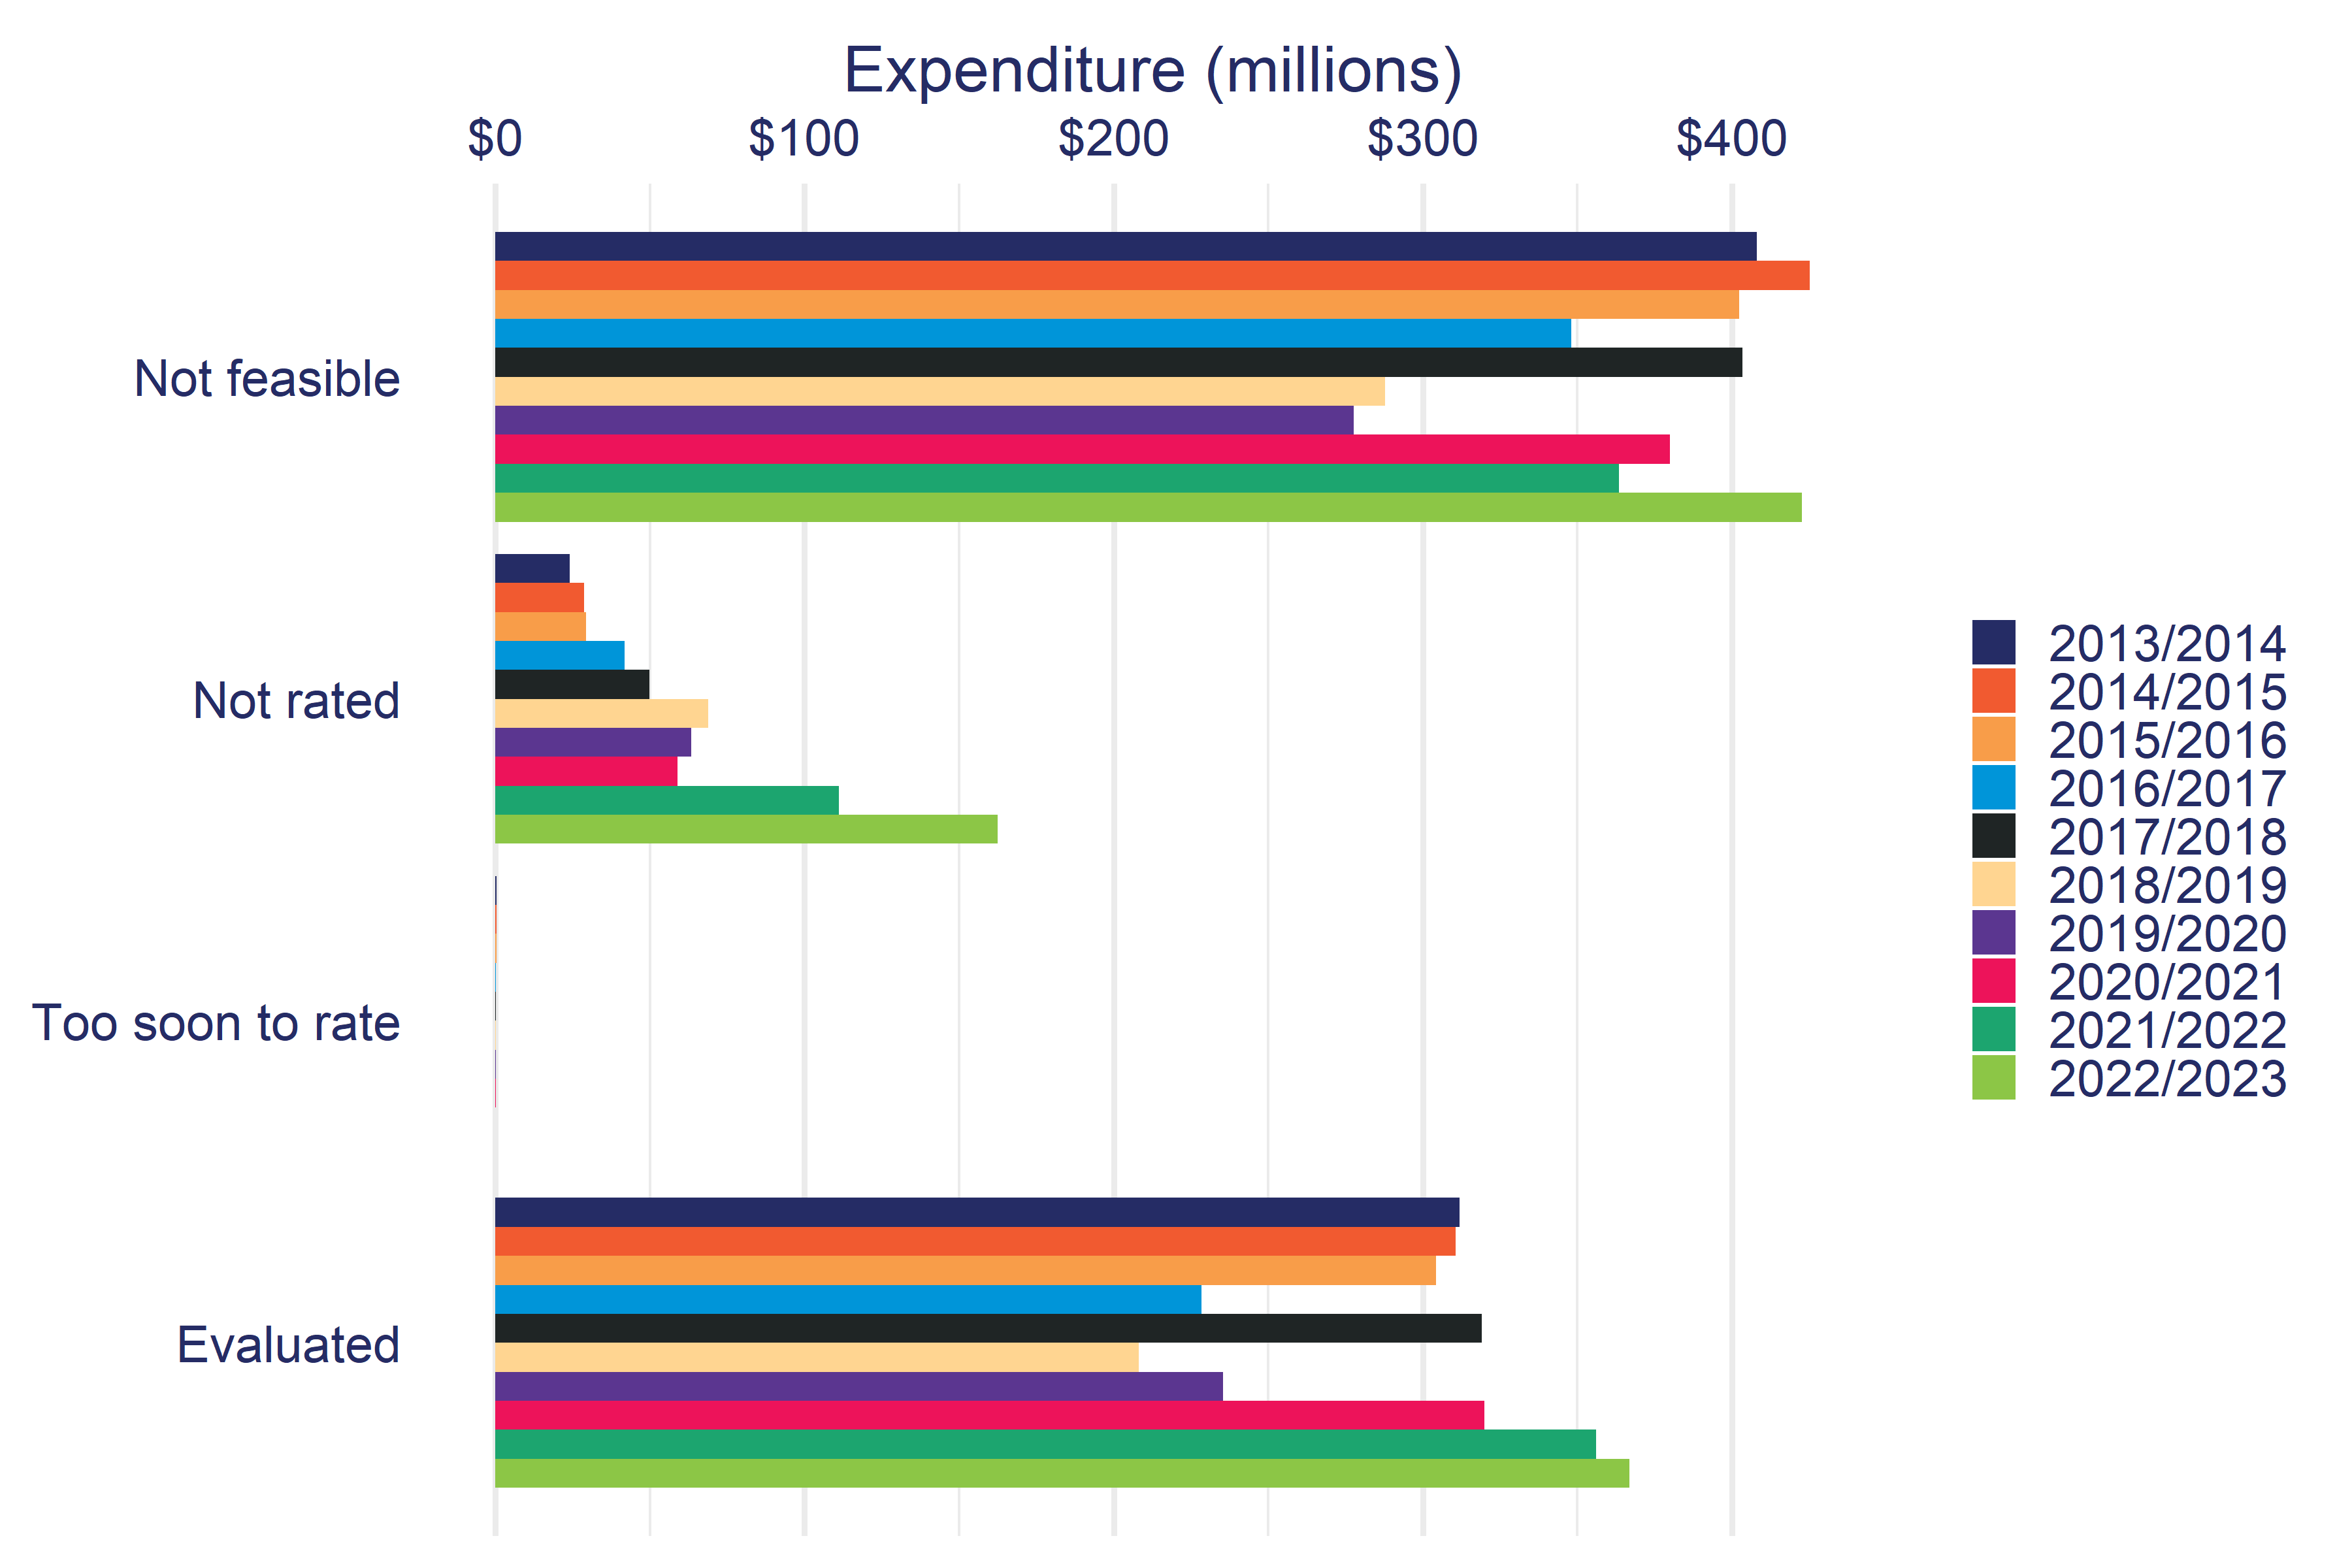 Expenditure (millions)
$0 $100 $200 $300 $400
Not feasible
Not rated
Too soon to rate
Evaluated
2013/2014
2014/2015
2015/2016
2016/2017
2017/2018
2018/2019
2019/2020
2020/2021
2021/2022
2022/2023